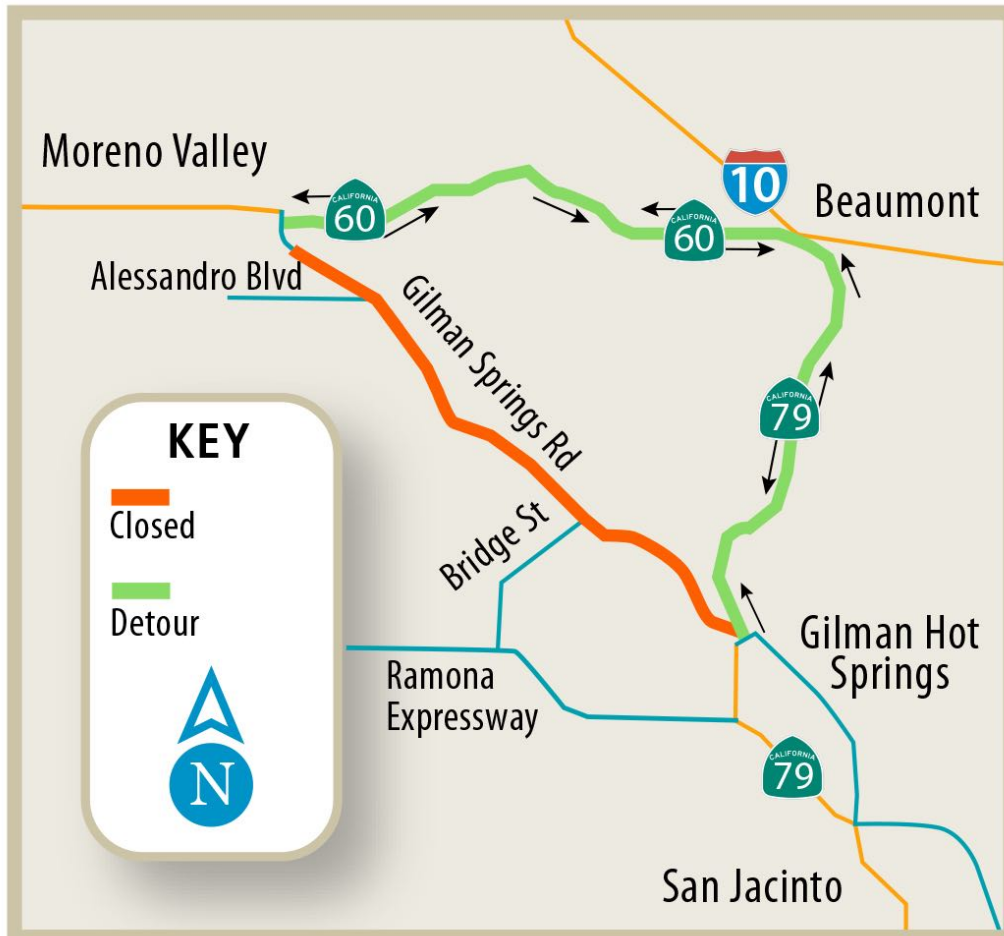 Moreno Valley
CALIFORNIA
60
CALIFORNIA
60
10
Beaumont
Alessandro Blvd
Gilman Springs Rd
CALIFORNIA
79
KEY
Closed
Detour
N
Bridge St
Ramona
Expressway
Gilman Hot
Springs
CALIFORNIA
79
San Jacinto